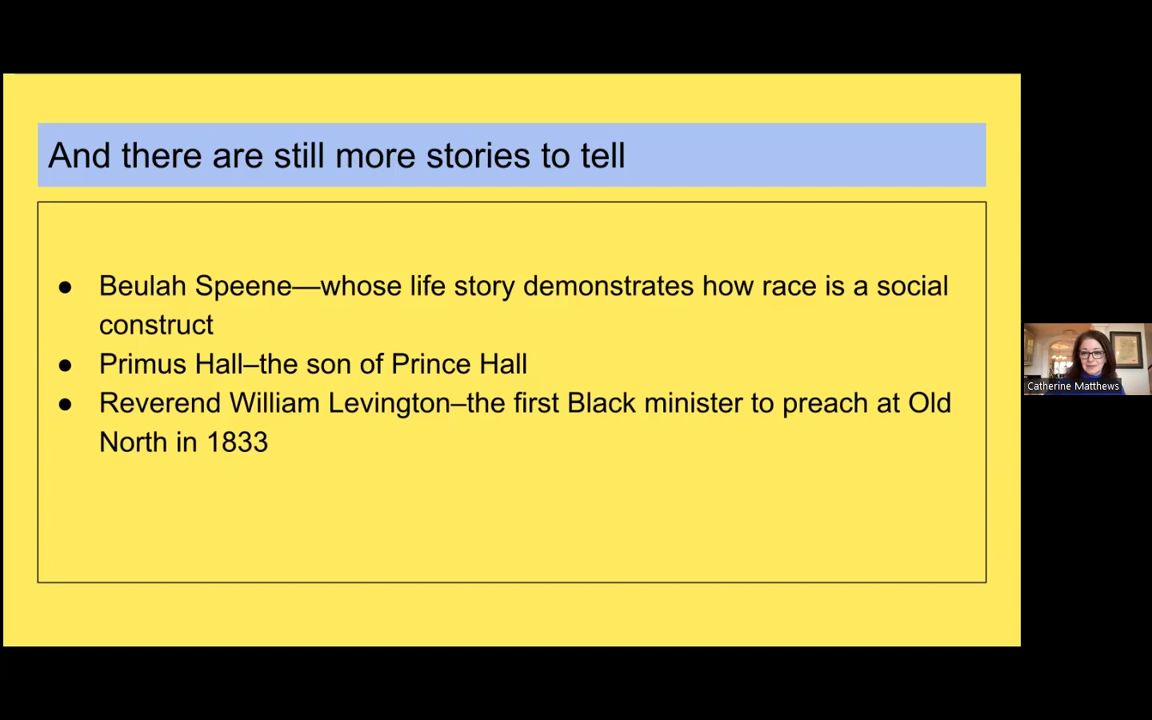 And there are still more stories to tell
● Beulah Speene—whose life story demonstrates how race is a social
construct
● Primus Hall–the son of Prince Hall
● Reverend William Levington–the first Black minister to preach at Old
North in 1833
Catherine Matthews